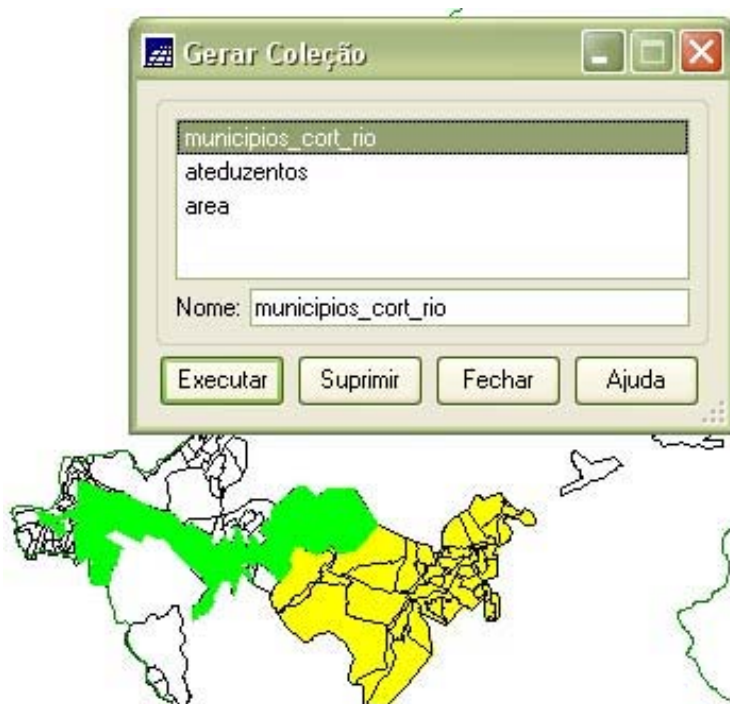 Gerar Coleção
municipios_cort_rio
ateduzentos
area
Nome: municipios_cort_rio
Executar Suprimir Fechar Ajuda